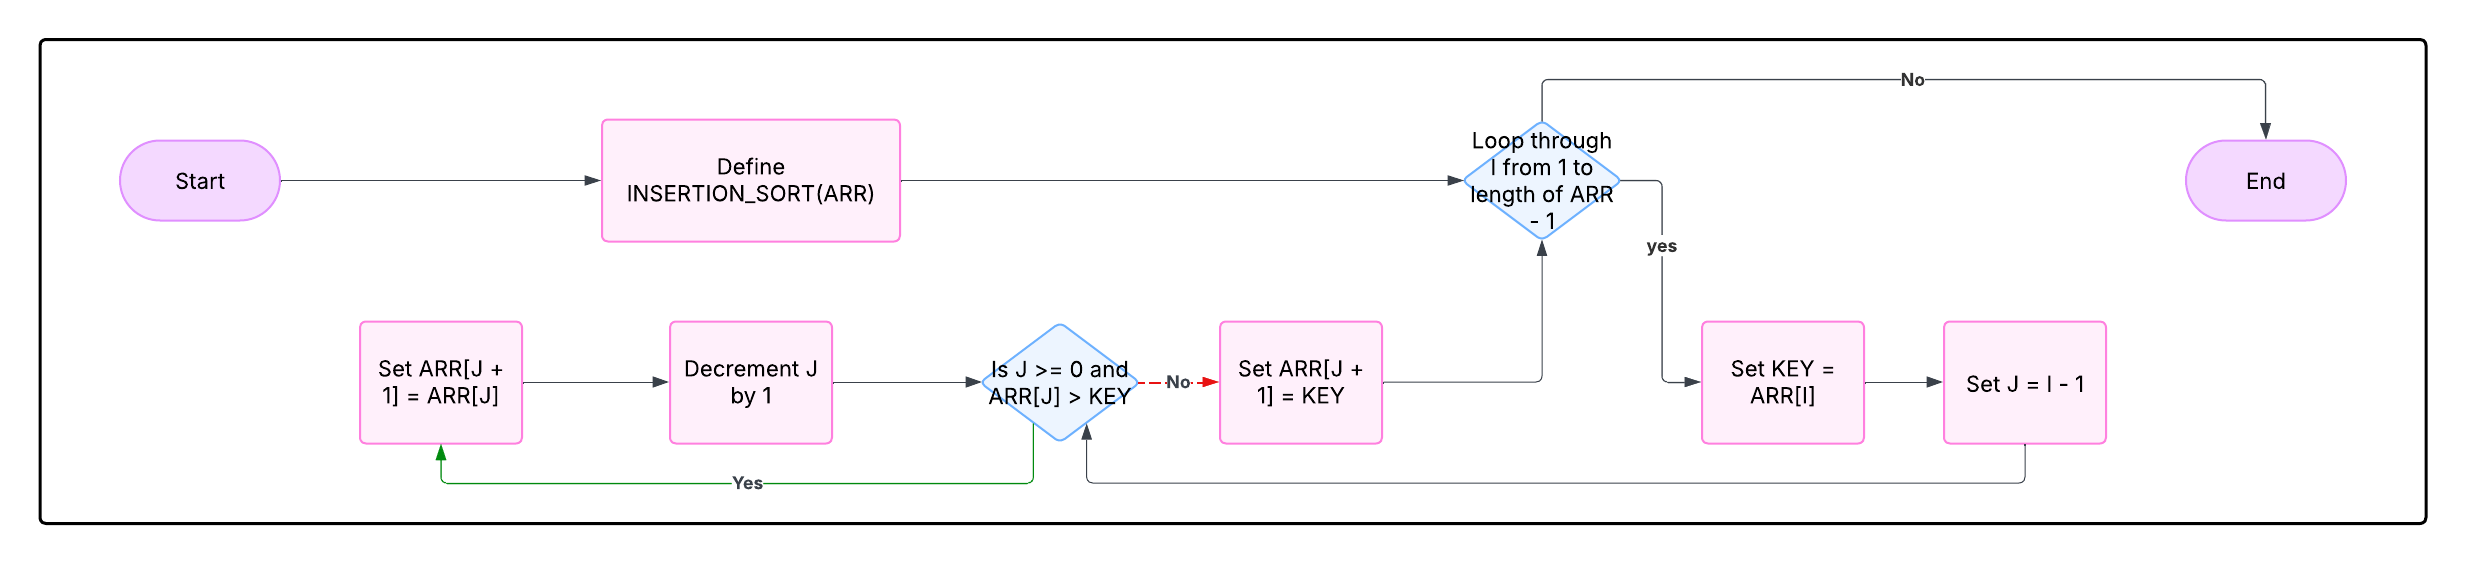 No
Start
Define
INSERTION_SORT(ARR)
Loop through
I from 1 to
length of ARR
- 1
End
yes
Set ARR[J +
1] = ARR[J]
Decrement J
by 1
Is J >= 0 and
ARR[J] > KEY
No
Set ARR[J +
1] = KEY
Set KEY =
ARR[I]
Set J = I - 1
Yes